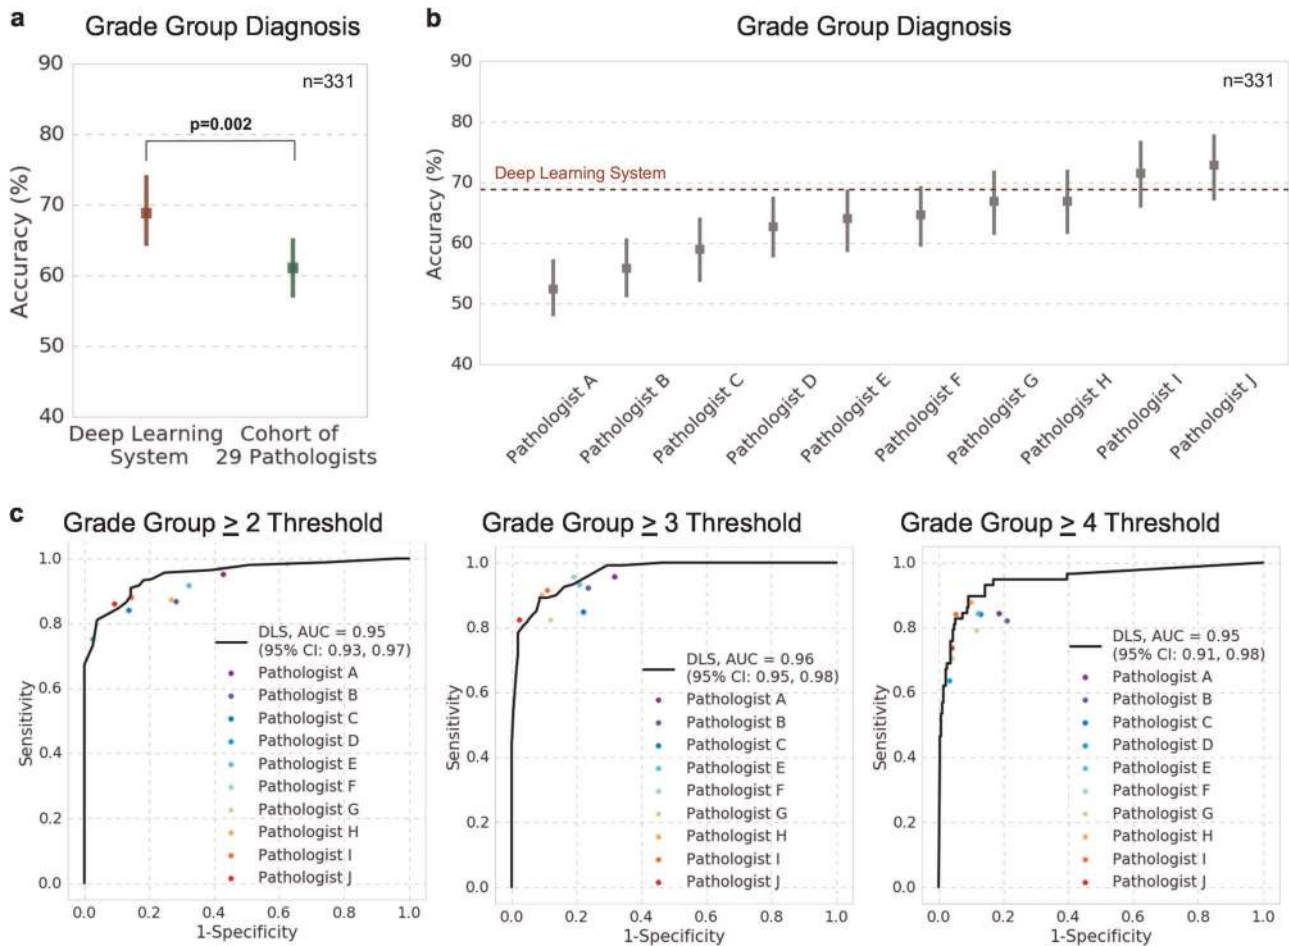 a
Grade Group Diagnosis
90
80
70
60
50
40
Accuracy (%)
n=331
p=0.002
Deep Learning
System
Cohort of
29 Pathologists
b
Grade Group Diagnosis
90
80
70
60
50
40
Accuracy (%)
n=331
Deep Learning System
Pathologist A
Pathologist B
Pathologist C
Pathologist D
Pathologist E
Pathologist F
Pathologist G
Pathologist H
Pathologist I
Pathologist J
c
Grade Group ≥ 2 Threshold
1.0
0.8
0.6
0.4
0.2
0.0
Sensitivity
DLS, AUC = 0.95
(95% CI: 0.93, 0.97)
Pathologist A
Pathologist B
Pathologist C
Pathologist D
Pathologist E
Pathologist F
Pathologist G
Pathologist H
Pathologist I
Pathologist J
0.0 0.2 0.4 0.6 0.8 1.0
1-Specificity
Grade Group ≥ 3 Threshold
1.0
0.8
0.6
0.4
0.2
0.0
Sensitivity
DLS, AUC = 0.96
(95% CI: 0.95, 0.98)
Pathologist A
Pathologist B
Pathologist C
Pathologist E
Pathologist F
Pathologist G
Pathologist H
Pathologist I
Pathologist J
0.0 0.2 0.4 0.6 0.8 1.0
1-Specificity
Grade Group ≥ 4 Threshold
1.0
0.8
0.6
0.4
0.2
0.0
Sensitivity
DLS, AUC = 0.95
(95% CI: 0.91, 0.98)
Pathologist A
Pathologist B
Pathologist C
Pathologist D
Pathologist E
Pathologist F
Pathologist G
Pathologist H
Pathologist I
Pathologist J
0.0 0.2 0.4 0.6 0.8 1.0
1-Specificity